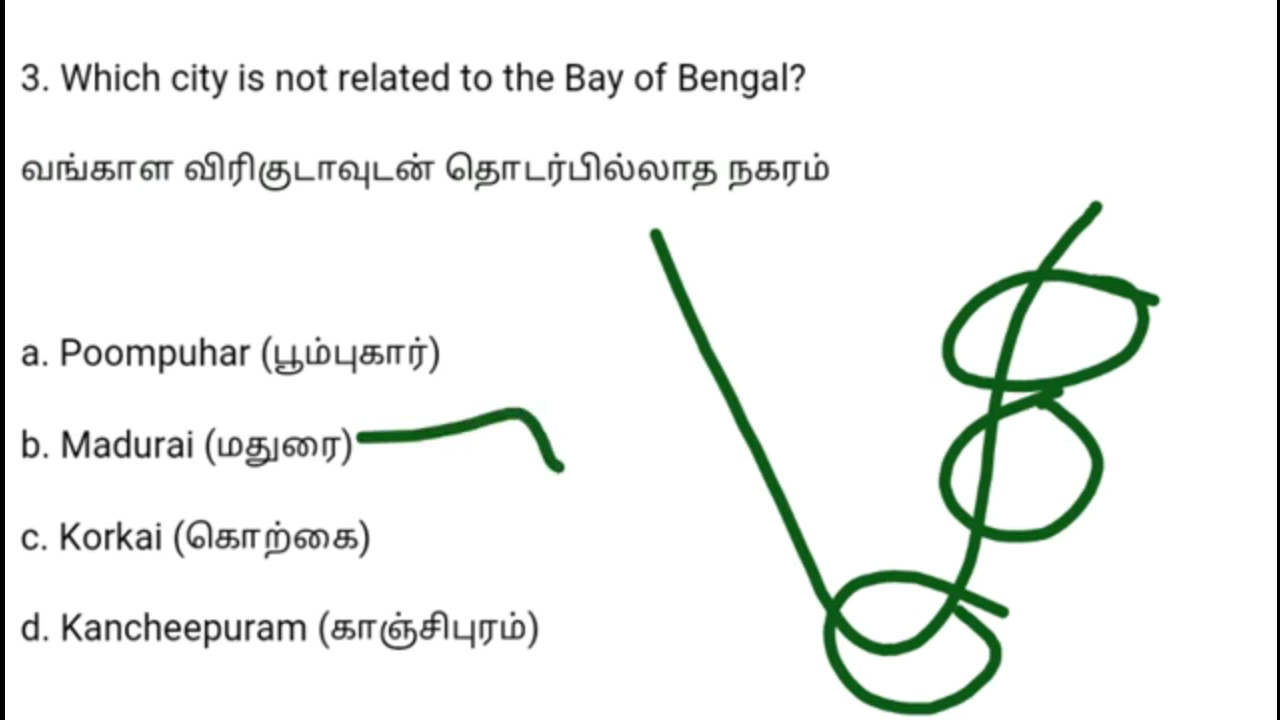 3. Which city is not related to the Bay of Bengal?
வங்காள விரிகுடாவுடன் தொடர்பில்லாத நகரம்
a. Poompuhar (பூம்புகார்)
b. Madurai (மதுரை)
c. Korkai (கொற்கை)
d. Kancheepuram (காஞ்சிபுரம்)